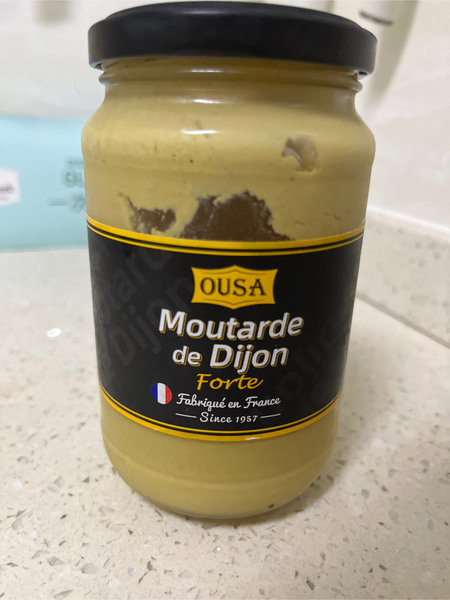 OUSA
Moutarde
de Dijon
Forte
Fabriqué en France
Since 1957